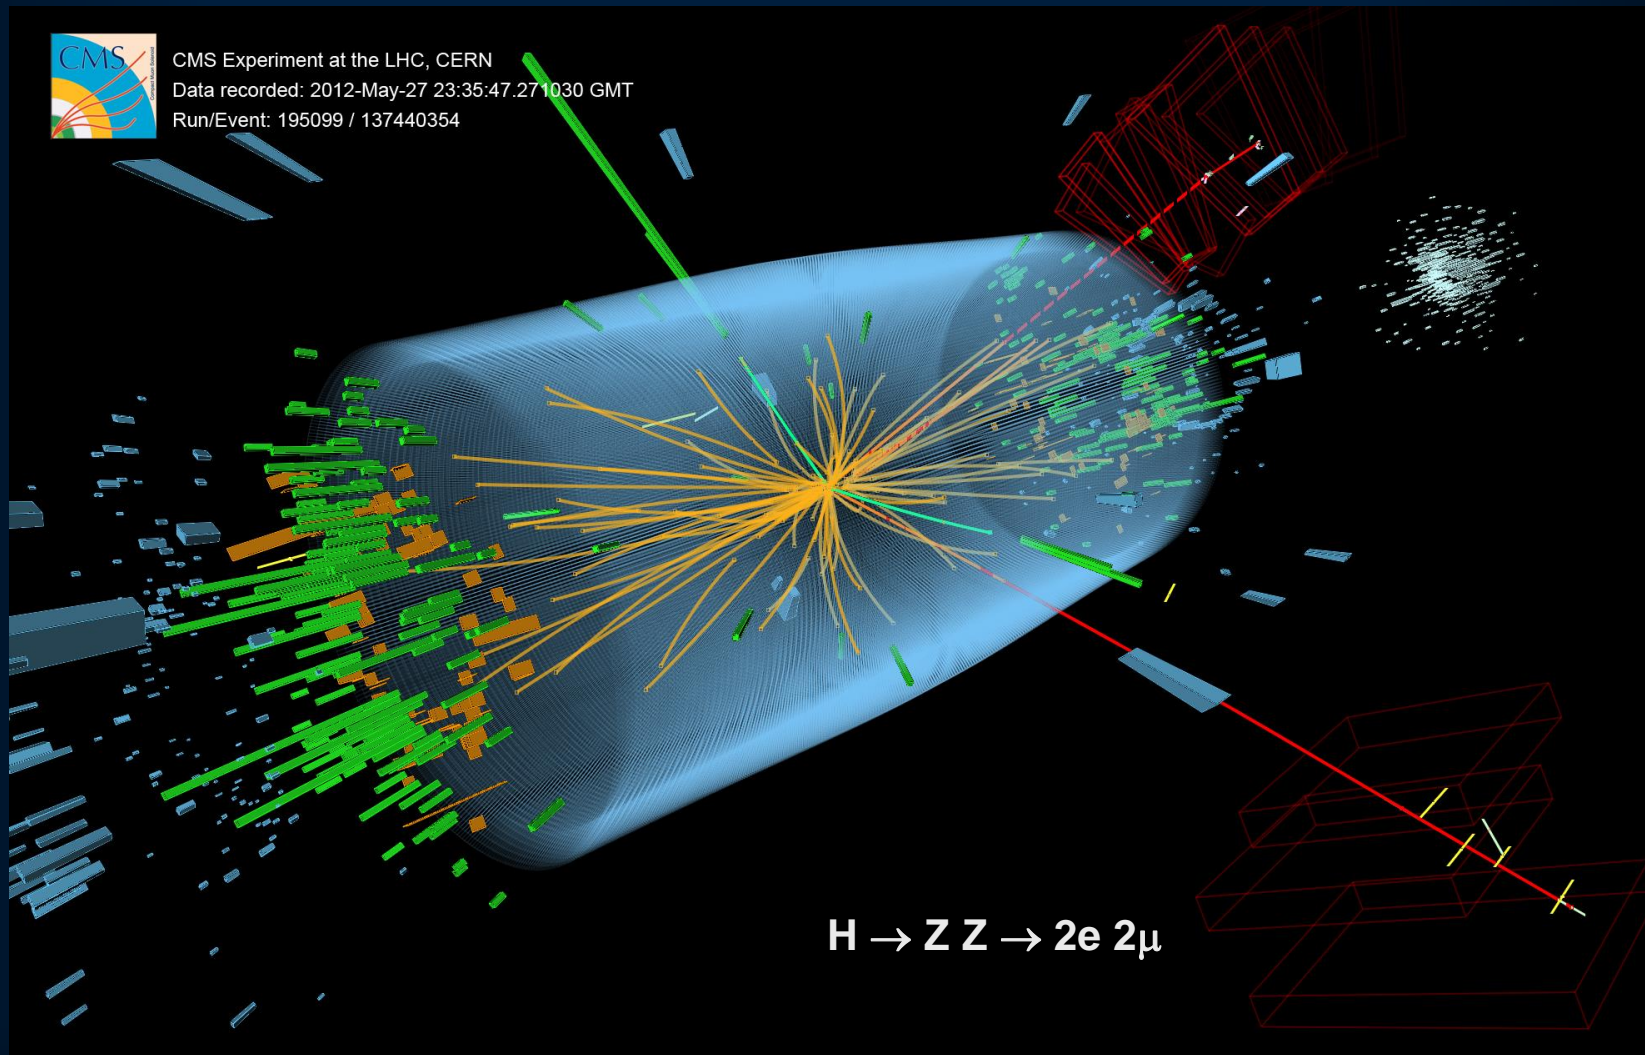 CMS
CMS Experiment at the LHC, CERN
Data recorded: 2012-May-27 23:35:47.271030 GMT
Run/Event: 195099 / 137440354
H → Z Z → 2e 2μ